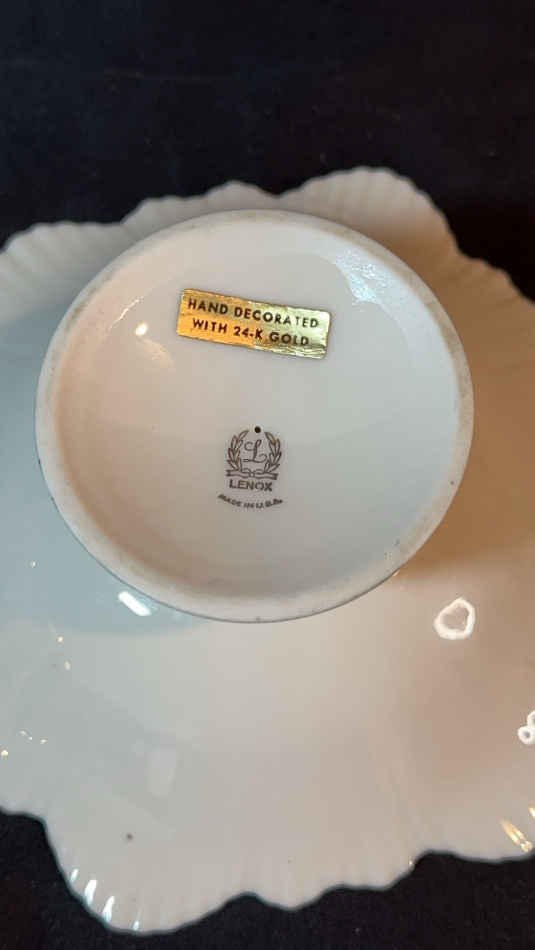 HAND DECORATED
WITH 24-K GOLD
L
LENOX
MADE IN U.S.A.